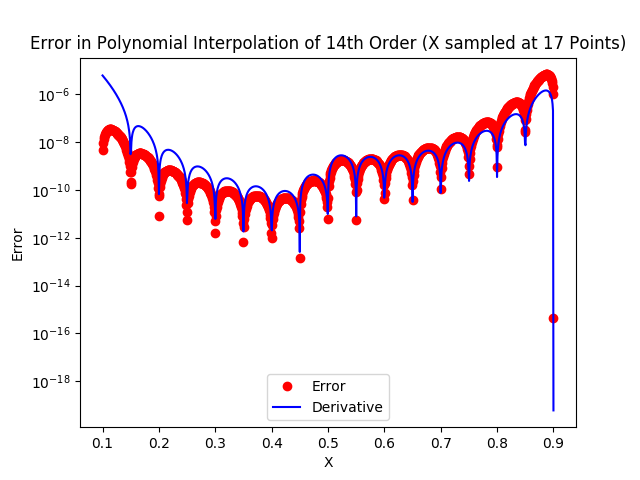 Error in Polynomial Interpolation of 14th Order (X sampled at 17 Points)
Error
10⁻⁶
10⁻⁸
10⁻¹⁰
10⁻¹²
10⁻¹⁴
10⁻¹⁶
10⁻¹⁸
Error
Derivative
0.1 0.2 0.3 0.4 0.5 0.6 0.7 0.8 0.9
X